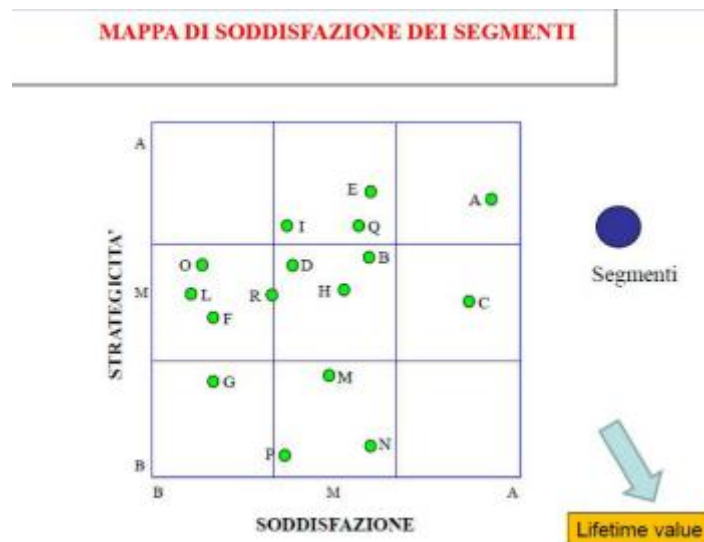 MAPPA DI SODDISFAZIONE DEI SEGMENTI
A
E
A
I
Q
STRATEGICITA'
O
D
B
Segmenti
M
L
R
H
C
F
G
M
P
N
B
B
M
A
SODDISFAZIONE
Lifetime value